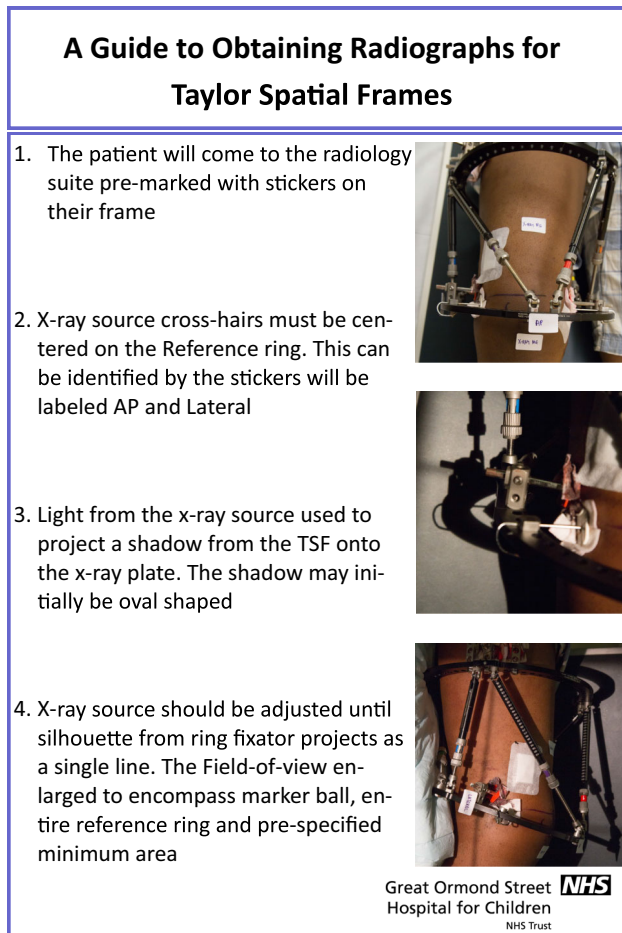 A Guide to Obtaining Radiographs for
Taylor Spatial Frames
1. The patient will come to the radiology
suite pre-marked with stickers on
their frame
2. X-ray source cross-hairs must be cen-
tered on the Reference ring. This can
be identified by the stickers will be
labeled AP and Lateral
3. Light from the x-ray source used to
project a shadow from the TSF onto
the x-ray plate. The shadow may ini-
tially be oval shaped
4. X-ray source should be adjusted until
silhouette from ring fixator projects as
a single line. The Field-of-view en-
larged to encompass marker ball, en-
tire reference ring and pre-specified
minimum area
AP
Great Ormond Street NHS
Hospital for Children
NHS Trust